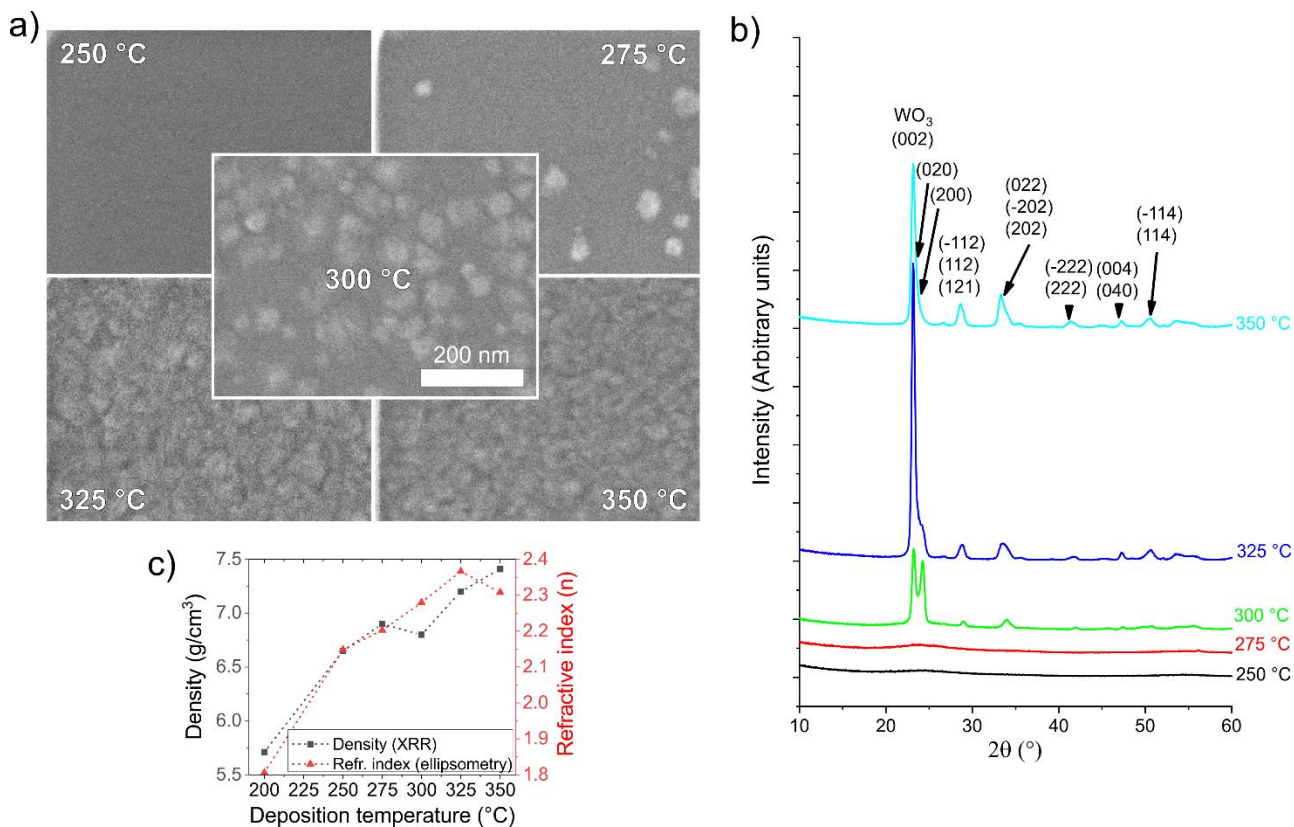 a)
250 °C
275 °C
300 °C
200 nm
325 °C
350 °C
b)
WO₃
(002)
(020)
(200)
(-112)
(112)
(121)
(022)
(-202)
(202)
(-222)
(222)
(004)
(040)
(-114)
(114)
350 °C
325 °C
300 °C
275 °C
250 °C
Intensity (Arbitrary units)
10 20 30 40 50 60
2θ (°)
c)
7.5
7.0
6.5
6.0
5.5
Density (g/cm³)
2.4
2.3
2.2
2.1
2.0
1.9
1.8
Refractive index (n)
Density (XRR)
Refr. index (ellipsometry)
200 225 250 275 300 325 350
Deposition temperature (°C)